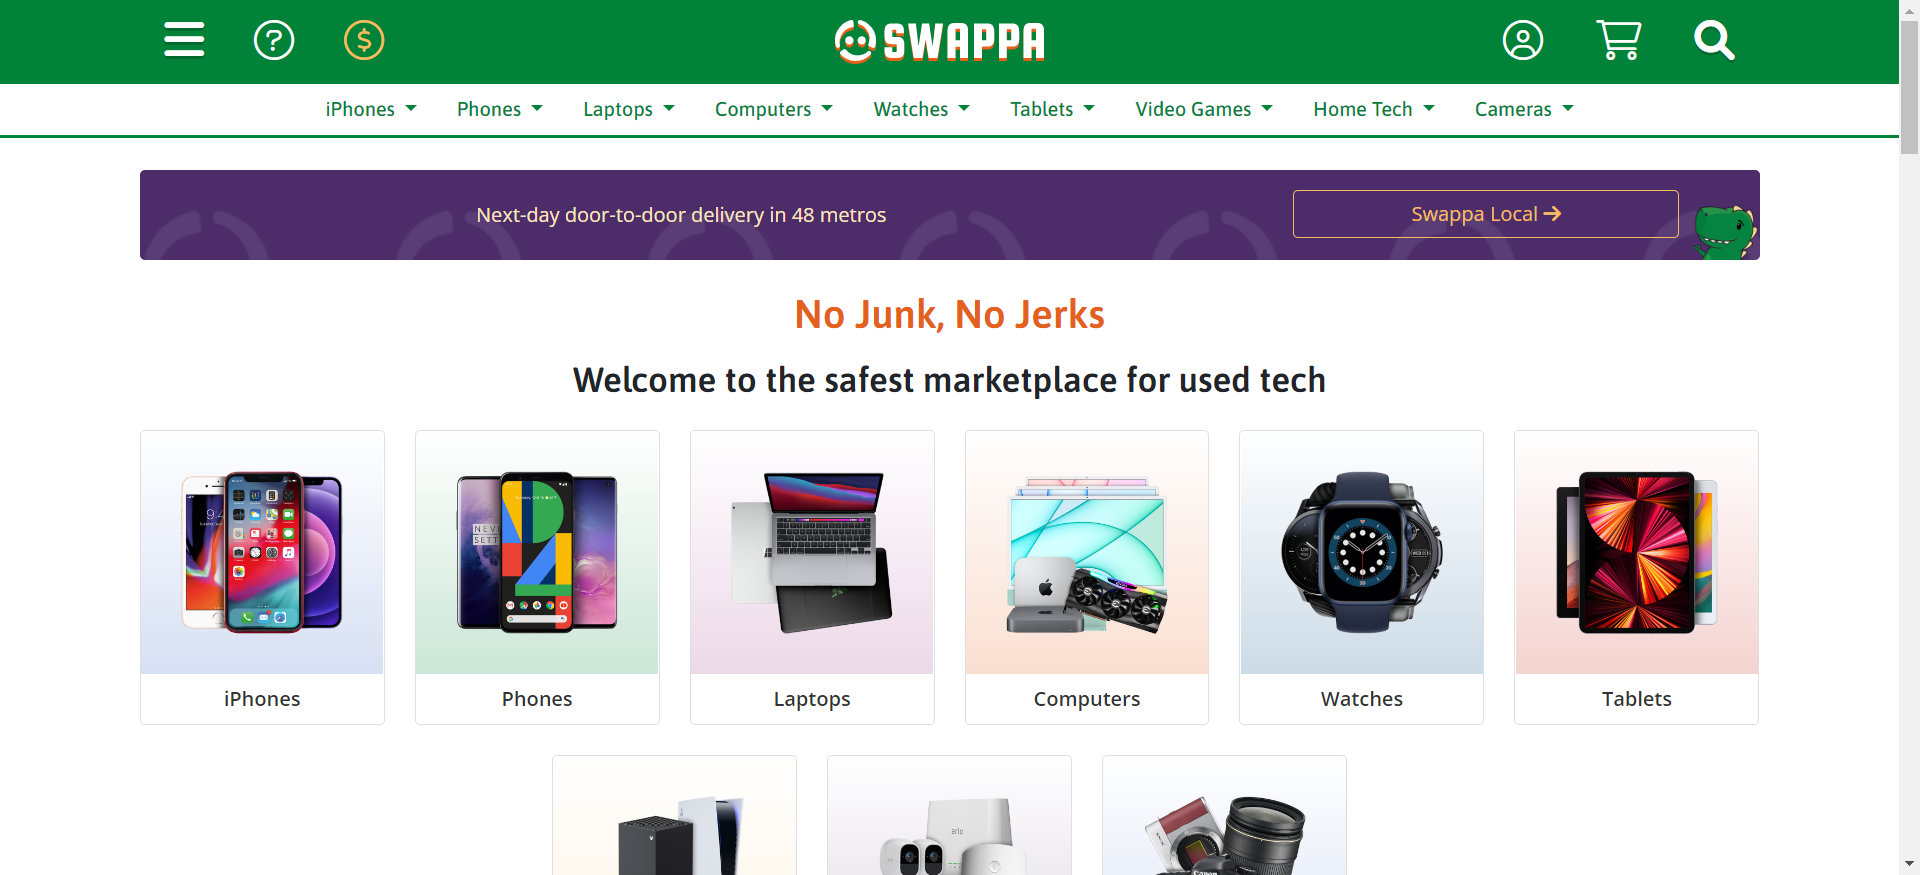 SWAPPA
iPhones
Phones
Laptops
Computers
Watches
Tablets
Video Games
Home Tech
Cameras
Next-day door-to-door delivery in 48 metros
Swappa Local
No Junk, No Jerks
Welcome to the safest marketplace for used tech
iPhones
Phones
Laptops
Computers
Watches
Tablets
arlo
Canon